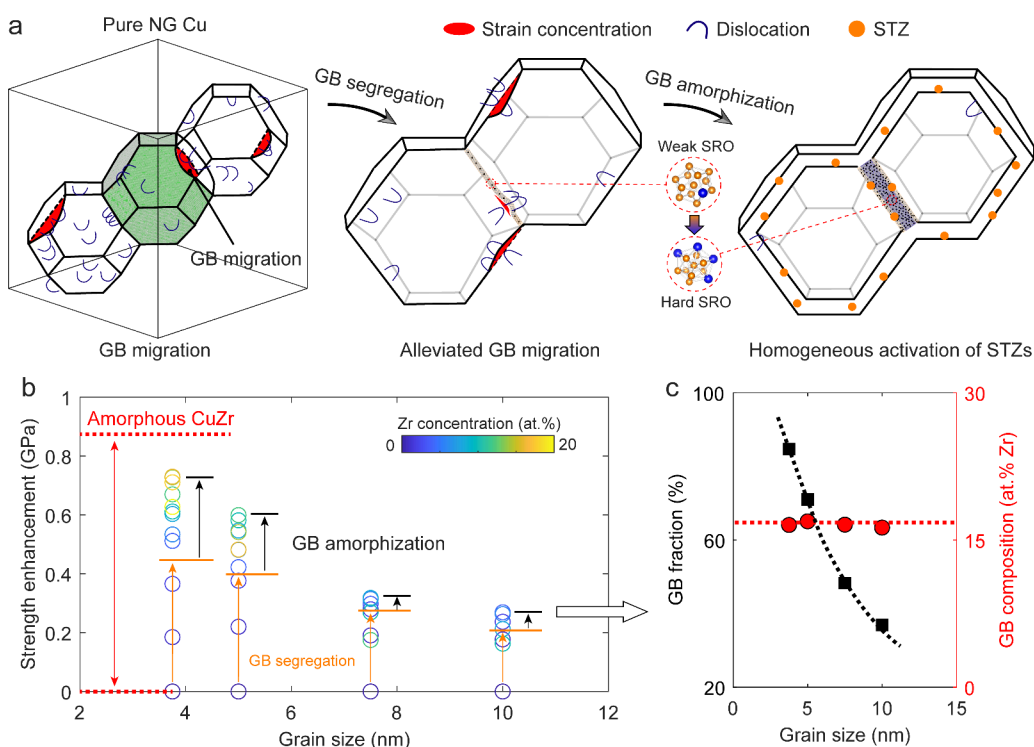 a
Pure NG Cu
Strain concentration
Dislocation
STZ
GB segregation
GB amorphization
Weak SRO
Hard SRO
GB migration
GB migration
Alleviated GB migration
Homogeneous activation of STZs
b
Strength enhancement (GPa)
1
0.8
0.6
0.4
0.2
0
Amorphous CuZr
Zr concentration (at.%)
0
20
GB amorphization
GB segregation
2
4
6
8
10
12
Grain size (nm)
c
GB fraction (%)
100
60
20
30
15
0
GB composition (at.% Zr)
0
5
10
15
Grain size (nm)